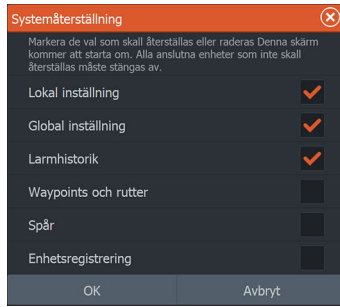 Systemåterställning
Markera de val som skall återställas eller raderas Denna skärm
kommer att starta om. Alla anslutna enheter som inte skall
återställas måste stängas av.
Lokal inställning
Global inställning
Larmhistorik
Waypoints och rutter
Spår
Enhetsregistrering
OK Avbryt